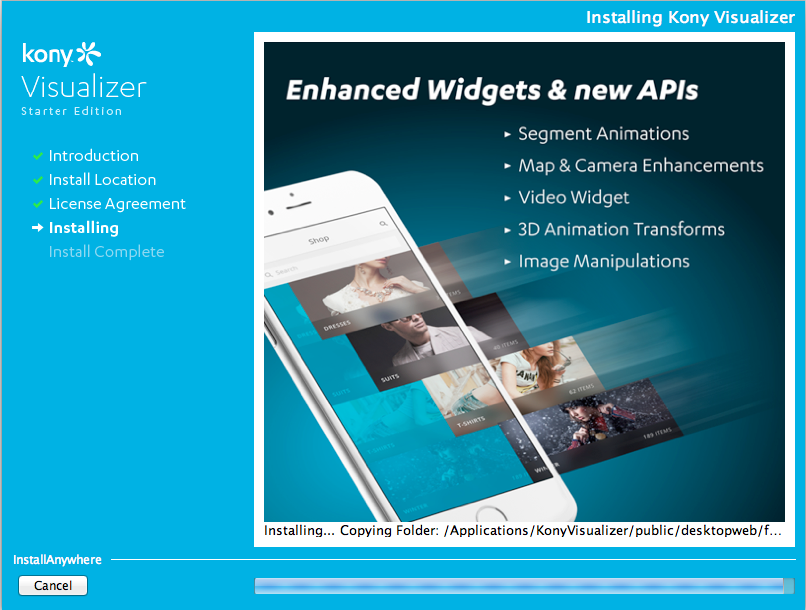 Installing Kony Visualizer
kony
Visualizer
Starter Edition
Introduction
Install Location
License Agreement
Installing
Install Complete
Enhanced Widgets & new APIs
Segment Animations
Map & Camera Enhancements
Video Widget
3D Animation Transforms
Image Manipulations
Shop
Search
DRESSES
ITEMS
SUITS
40 ITEMS
T-SHIRTS
62 ITEMS
189 ITEMS
Installing... Copying Folder: /Applications/KonyVisualizer/public/desktopweb/f...
InstallAnywhere
Cancel